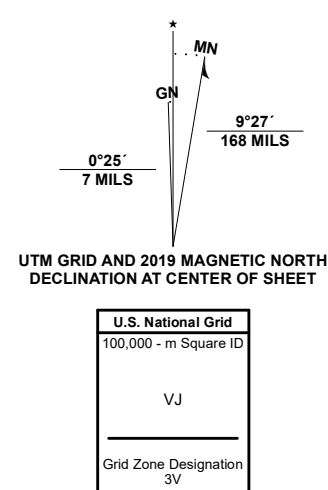 ★
MN
GN
9°27´
168 MILS
0°25´
7 MILS
UTM GRID AND 2019 MAGNETIC NORTH
DECLINATION AT CENTER OF SHEET
U.S. National Grid
100,000 - m Square ID
VJ
Grid Zone Designation
3V